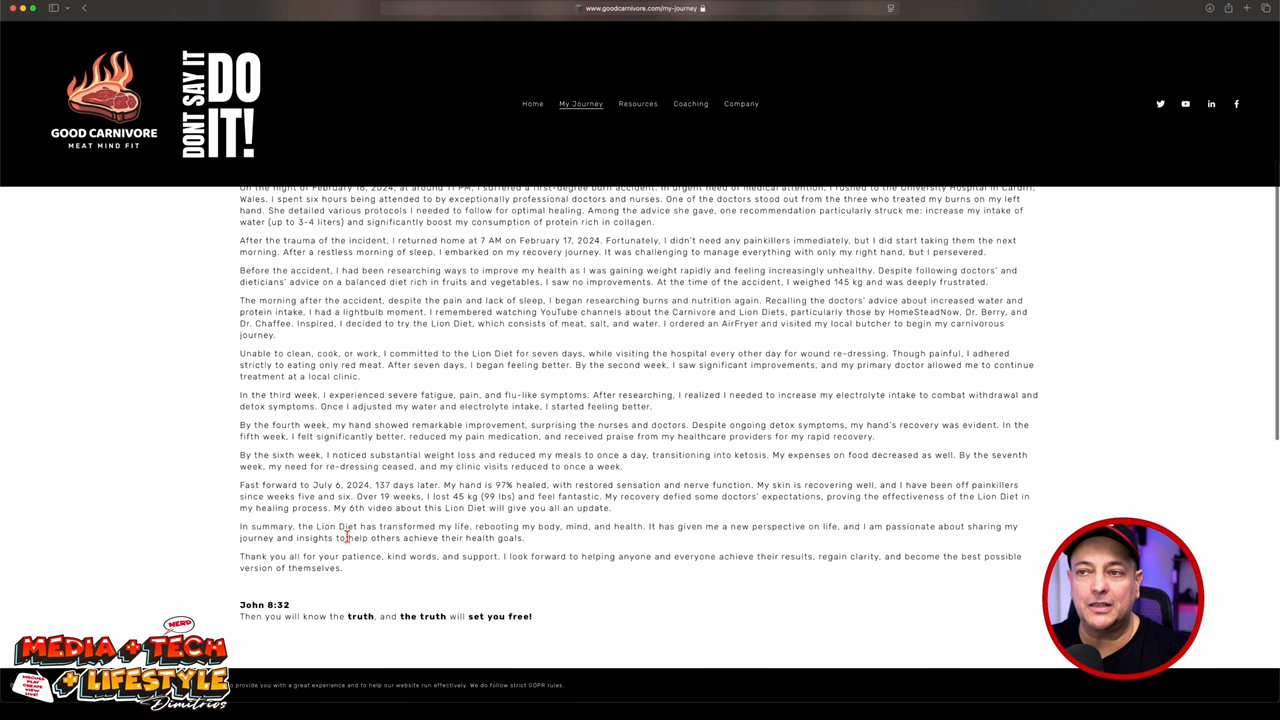 www.goodcarnivore.com/my-journey
DONT SAY IT
DO
IT!
GOOD CARNIVORE
MEAT MIND FIT
Home
My Journey
Resources
Coaching
Company
On the night of February 16, 2024, at around 11 PM, I suffered a first-degree burn accident. In urgent need of medical attention, I rushed to the University Hospital in Cardiff,
Wales. I spent six hours being attended to by exceptionally professional doctors and nurses. One of the doctors stood out from the three who treated my burns on my left
hand. She detailed various protocols I needed to follow for optimal healing. Among the advice she gave, one recommendation particularly struck me: increase my intake of
water (up to 3-4 liters) and significantly boost my consumption of protein rich in collagen.
After the trauma of the incident, I returned home at 7 AM on February 17, 2024. Fortunately, I didn't need any painkillers immediately, but I did start taking them the next
morning. After a restless morning of sleep, I embarked on my recovery journey. It was challenging to manage everything with only my right hand, but I persevered.
Before the accident, I had been researching ways to improve my health as I was gaining weight rapidly and feeling increasingly unhealthy. Despite following doctors' and
dieticians' advice on a balanced diet rich in fruits and vegetables, I saw no improvements. At the time of the accident, I weighed 145 kg and was deeply frustrated.
The morning after the accident, despite the pain and lack of sleep, I began researching burns and nutrition again. Recalling the doctors' advice about increased water and
protein intake, I had a lightbulb moment. I remembered watching YouTube channels about the Carnivore and Lion Diets, particularly those by HomeSteadNow, Dr. Berry, and
Dr. Chaffee. Inspired, I decided to try the Lion Diet, which consists of meat, salt, and water. I ordered an AirFryer and visited my local butcher to begin my carnivorous
journey.
Unable to clean, cook, or work, I committed to the Lion Diet for seven days, while visiting the hospital every other day for wound re-dressing. Though painful, I adhered
strictly to eating only red meat. After seven days, I began feeling better. By the second week, I saw significant improvements, and my primary doctor allowed me to continue
treatment at a local clinic.
In the third week, I experienced severe fatigue, pain, and flu-like symptoms. After researching, I realized I needed to increase my electrolyte intake to combat withdrawal and
detox symptoms. Once I adjusted my water and electrolyte intake, I started feeling better.
By the fourth week, my hand showed remarkable improvement, surprising the nurses and doctors. Despite ongoing detox symptoms, my hand's recovery was evident. In the
fifth week, I felt significantly better, reduced my pain medication, and received praise from my healthcare providers for my rapid recovery.
By the sixth week, I noticed substantial weight loss and reduced my meals to once a day, transitioning into ketosis. My expenses on food decreased as well. By the seventh
week, my need for re-dressing ceased, and my clinic visits reduced to once a week.
Fast forward to July 6, 2024, 137 days later. My hand is 97% healed, with restored sensation and nerve function. My skin is recovering well, and I have been off painkillers
since weeks five and six. Over 19 weeks, I lost 45 kg (99 lbs) and feel fantastic. My recovery defied some doctors' expectations, proving the effectiveness of the Lion Diet in
my healing process. My 6th video about this Lion Diet will give you all an update.
In summary, the Lion Diet has transformed my life, rebooting my body, mind, and health. It has given me a new perspective on life, and I am passionate about sharing my
journey and insights to help others achieve their health goals.
Thank you all for your patience, kind words, and support. I look forward to helping anyone and everyone achieve their results, regain clarity, and become the best possible
version of themselves.
John 8:32
Then you will know the truth, and the truth will set you free!
NERD
MEDIA + TECH
+ LIFESTYLE
DISCUSS
PLAY
CREATE
VIEW
LIVE!
Dimitrios
to provide you with a great experience and to help our website run effectively. We do follow strict GDPR rules.